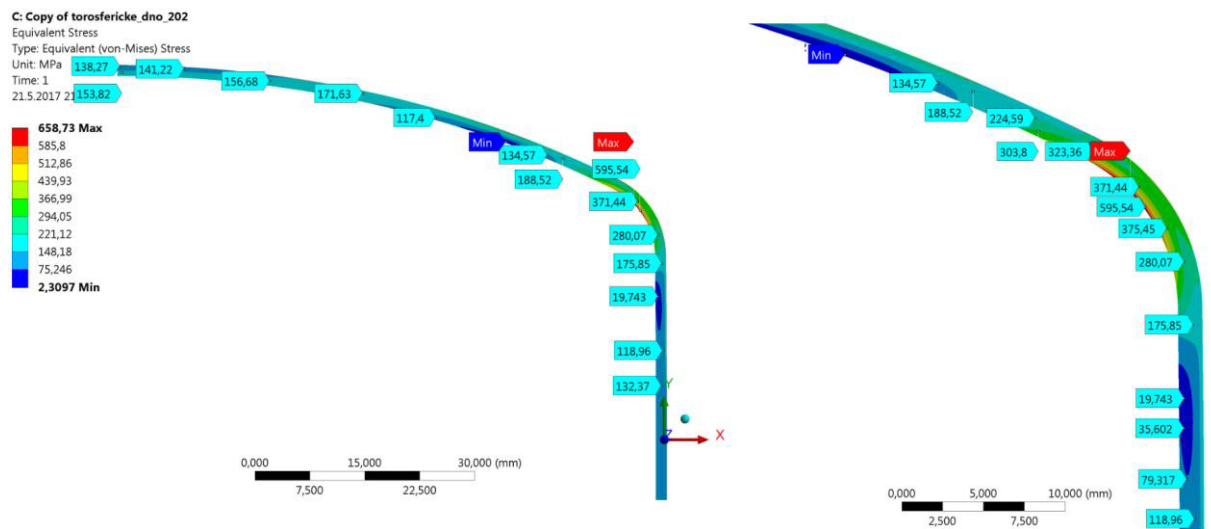 C: Copy of torosfericke_dno_202
Equivalent Stress
Type: Equivalent (von-Mises) Stress
Unit: MPa
Time: 1
21.5.2017 21
138,27
141,22
153,82
156,68
171,63
117,4
Min
134,57
188,52
Max
595,54
371,44
280,07
175,85
19,743
118,96
132,37
658,73 Max
585,8
512,86
439,93
366,99
294,05
221,12
148,18
75,246
2,3097 Min
Y
Z
X
0,000 15,000 30,000 (mm)
7,500 22,500
Min
134,57
188,52
224,59
303,8
323,36
Max
371,44
595,54
375,45
280,07
175,85
19,743
35,602
79,317
118,96
0,000 5,000 10,000 (mm)
2,500 7,500